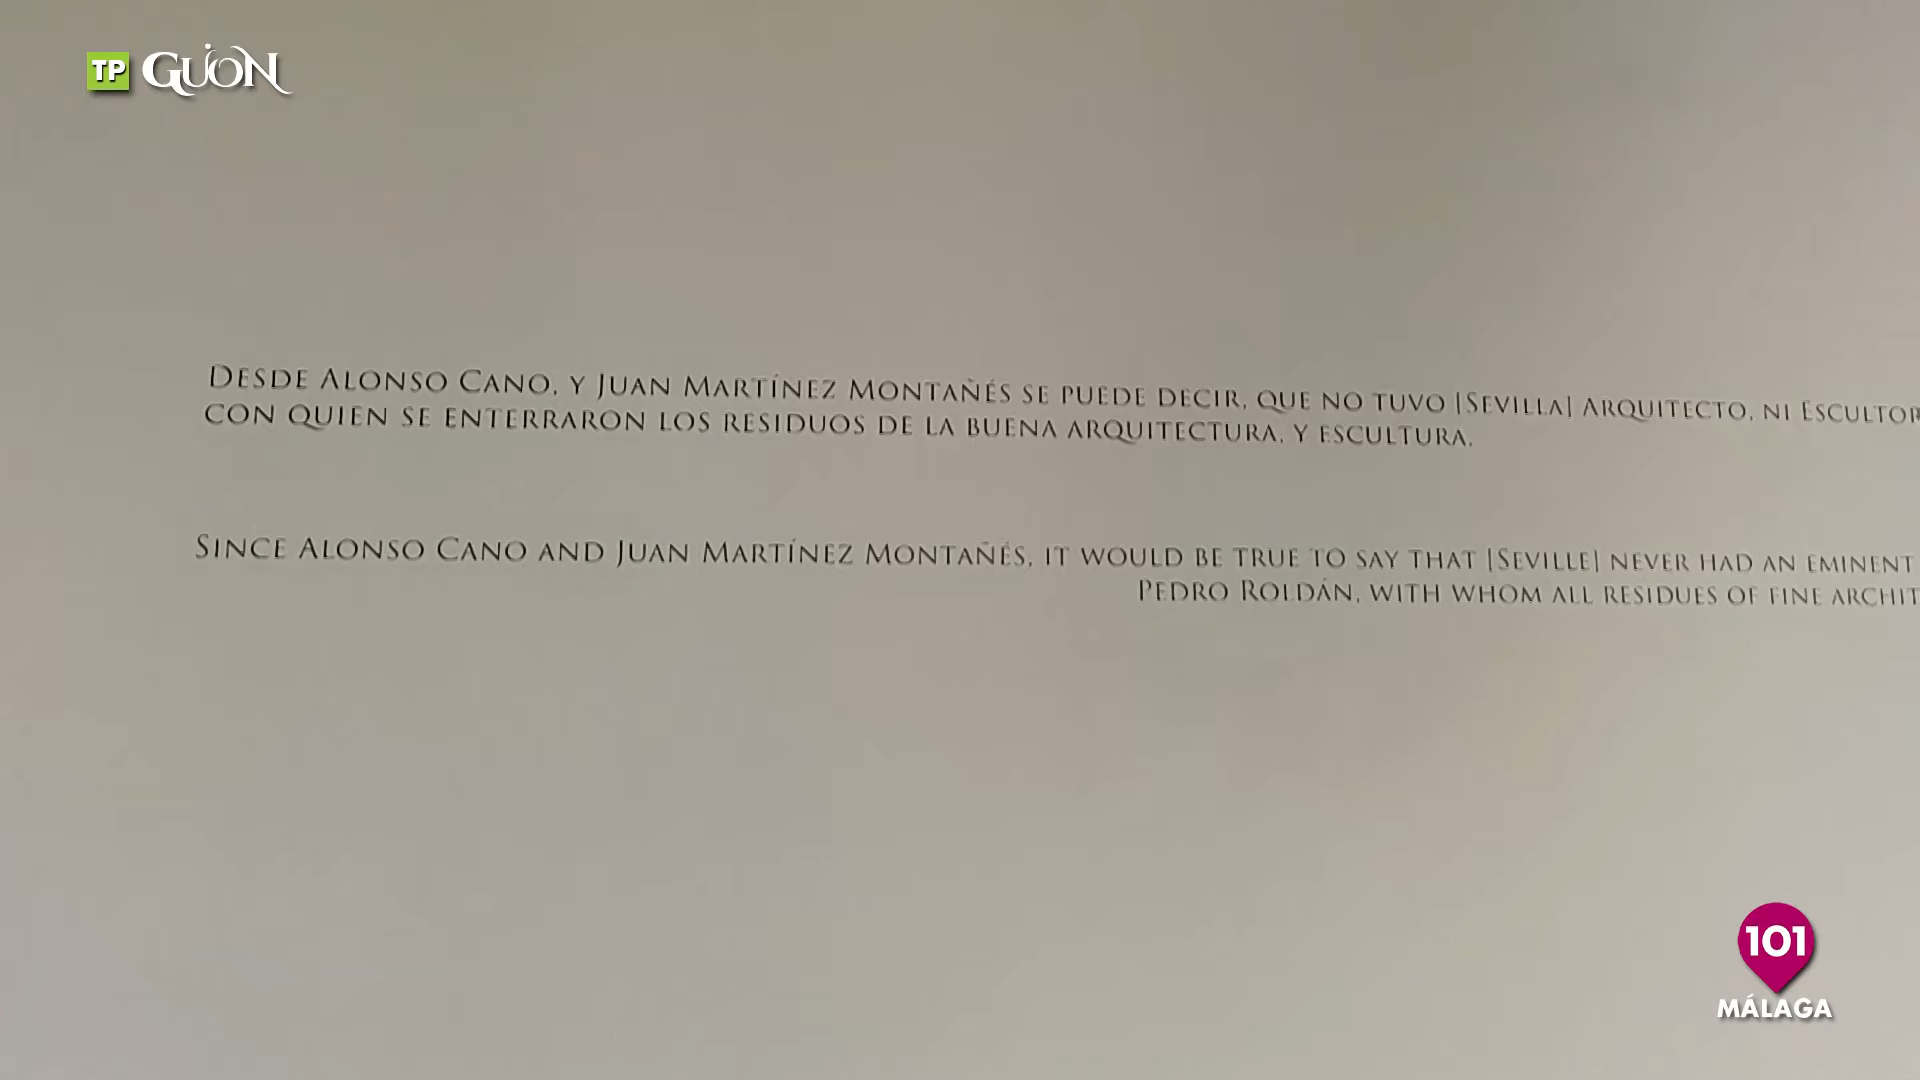 TP GUION
DESDE ALONSO CANO, Y JUAN MARTÍNEZ MONTAÑÉS SE PUEDE DECIR, QUE NO TUVO [SEVILLA] ARQUITECTO, NI ESCULTOR
CON QUIEN SE ENTERRARON LOS RESIDUOS DE LA BUENA ARQUITECTURA, Y ESCULTURA.
SINCE ALONSO CANO AND JUAN MARTÍNEZ MONTAÑÉS, IT WOULD BE TRUE TO SAY THAT [SEVILLE] NEVER HAD AN EMINENT
PEDRO ROLDÁN, WITH WHOM ALL RESIDUES OF FINE ARCHIT
101
MÁLAGA